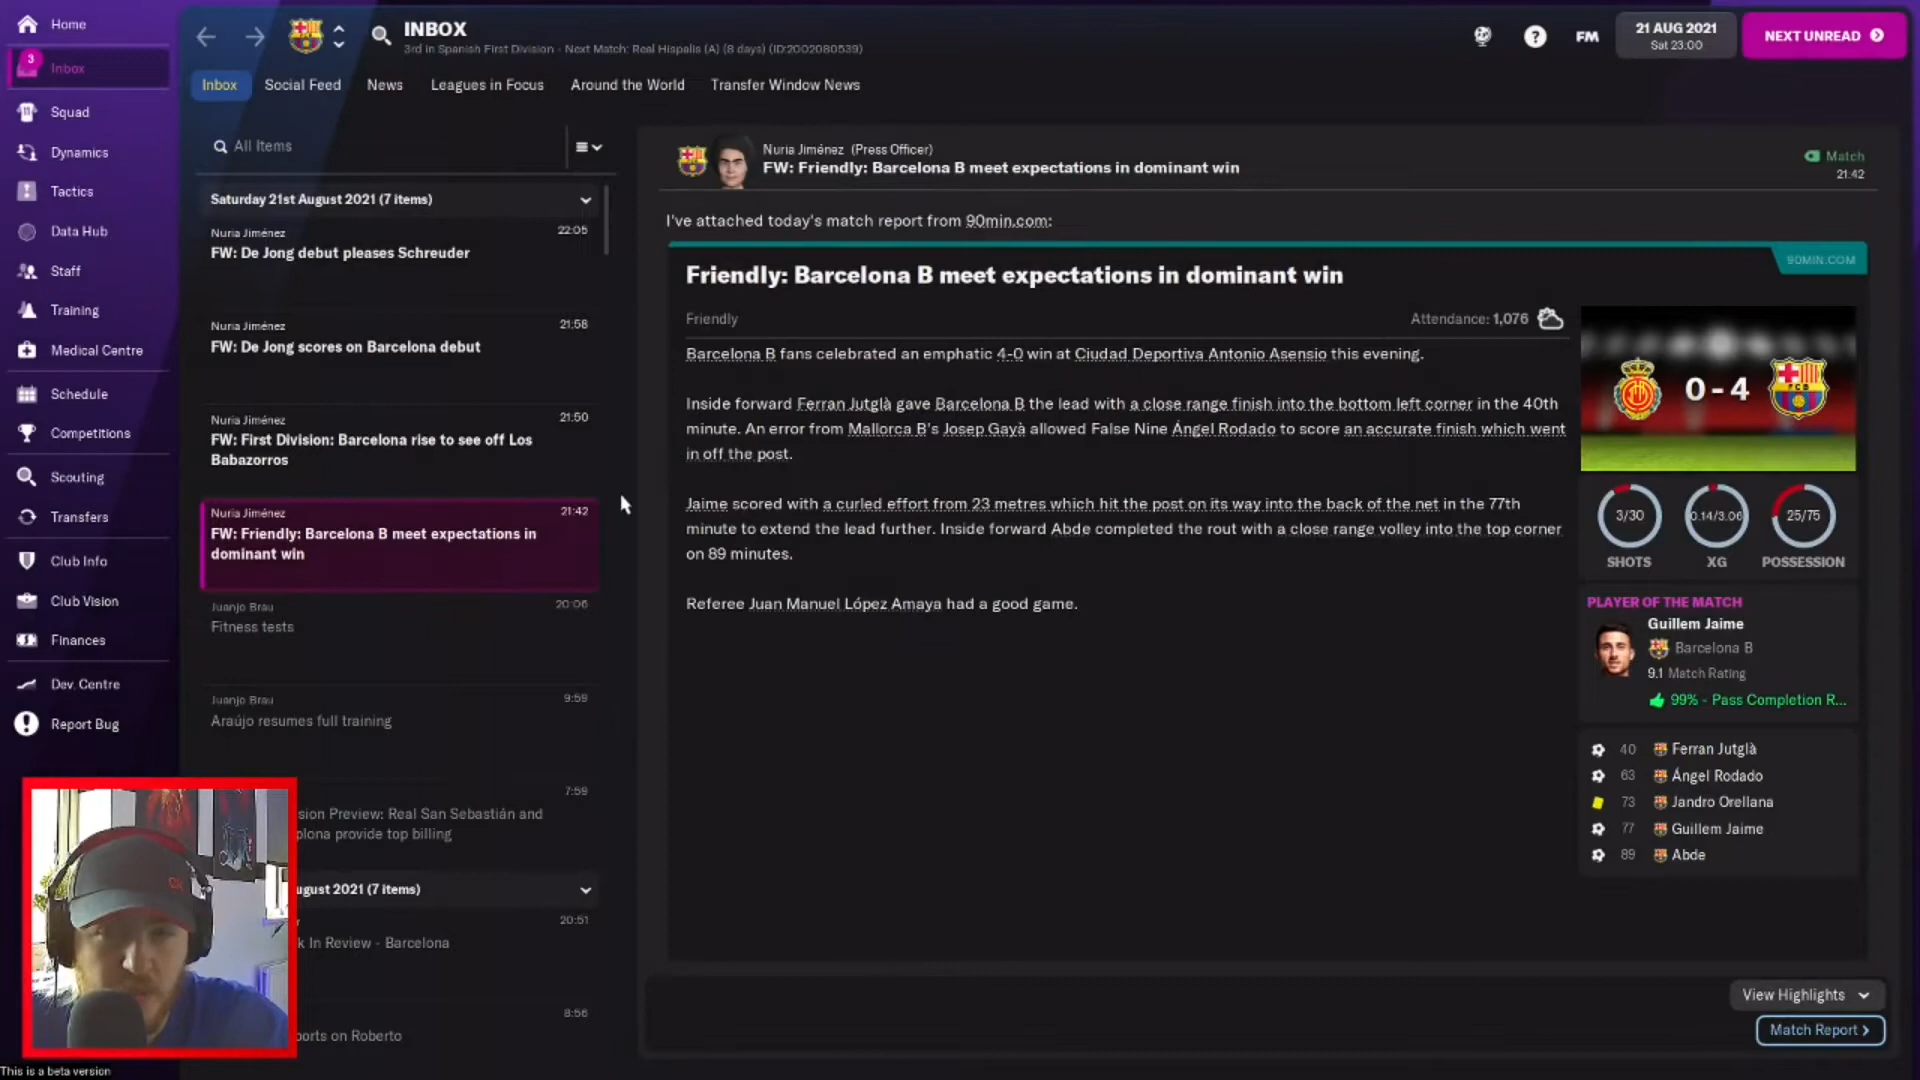 Home
3
Inbox
Squad
Dynamics
Tactics
Data Hub
Staff
Training
Medical Centre
Schedule
Competitions
Scouting
Transfers
Club Info
Club Vision
Finances
Dev. Centre
Report Bug
This is a beta version
INBOX
3rd in Spanish First Division - Next Match: Real Hispalis (A) (8 days) (ID:2002080539)
FM
21 AUG 2021
Sat 23:00
NEXT UNREAD
Inbox Social Feed News Leagues in Focus Around the World Transfer Window News
All Items
Saturday 21st August 2021 (7 items)
Nuria Jiménez 22:05
FW: De Jong debut pleases Schreuder
Nuria Jiménez 21:58
FW: De Jong scores on Barcelona debut
Nuria Jiménez 21:50
FW: First Division: Barcelona rise to see off Los
Babazorros
Nuria Jiménez 21:42
FW: Friendly: Barcelona B meet expectations in
dominant win
Juanjo Brau 20:06
Fitness tests
Juanjo Brau 9:59
Araújo resumes full training
7:59
sion Preview: Real San Sebastián and
plona provide top billing
ugust 2021 (7 items)
20:51
k In Review - Barcelona
8:56
ports on Roberto
Nuria Jiménez (Press Officer)
FW: Friendly: Barcelona B meet expectations in dominant win
Match
21:42
I've attached today's match report from 90min.com:
90MIN.COM
Friendly: Barcelona B meet expectations in dominant win
Friendly Attendance: 1,076
Barcelona B fans celebrated an emphatic 4-0 win at Ciudad Deportiva Antonio Asensio this evening.
Inside forward Ferran Jutglà gave Barcelona B the lead with a close range finish into the bottom left corner in the 40th
minute. An error from Mallorca B's Josep Gayà allowed False Nine Ángel Rodado to score an accurate finish which went
in off the post.
Jaime scored with a curled effort from 23 metres which hit the post on its way into the back of the net in the 77th
minute to extend the lead further. Inside forward Abde completed the rout with a close range volley into the top corner
on 89 minutes.
Referee Juan Manuel López Amaya had a good game.
0 - 4
3/30 0.14/3.06 25/75
SHOTS XG POSSESSION
PLAYER OF THE MATCH
Guillem Jaime
Barcelona B
9.1 Match Rating
99% - Pass Completion R...
40 Ferran Jutglà
63 Ángel Rodado
73 Jandro Orellana
77 Guillem Jaime
89 Abde
View Highlights
Match Report